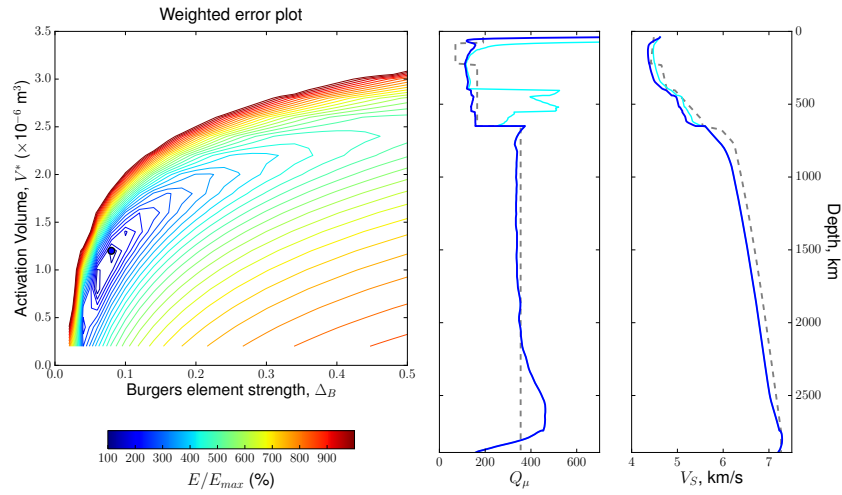 Weighted error plot
3.5
3.0
2.5
2.0
1.5
1.0
0.5
0.0
Activation Volume, V* (×10⁻⁶ m³)
0.0 0.1 0.2 0.3 0.4 0.5
Burgers element strength, Δ_B
100 200 300 400 500 600 700 800 900
E/E_max (%)
0 200 400 600
Q_μ
4 5 6 7
V_S, km/s
0
500
1000
1500
2000
2500
Depth, km